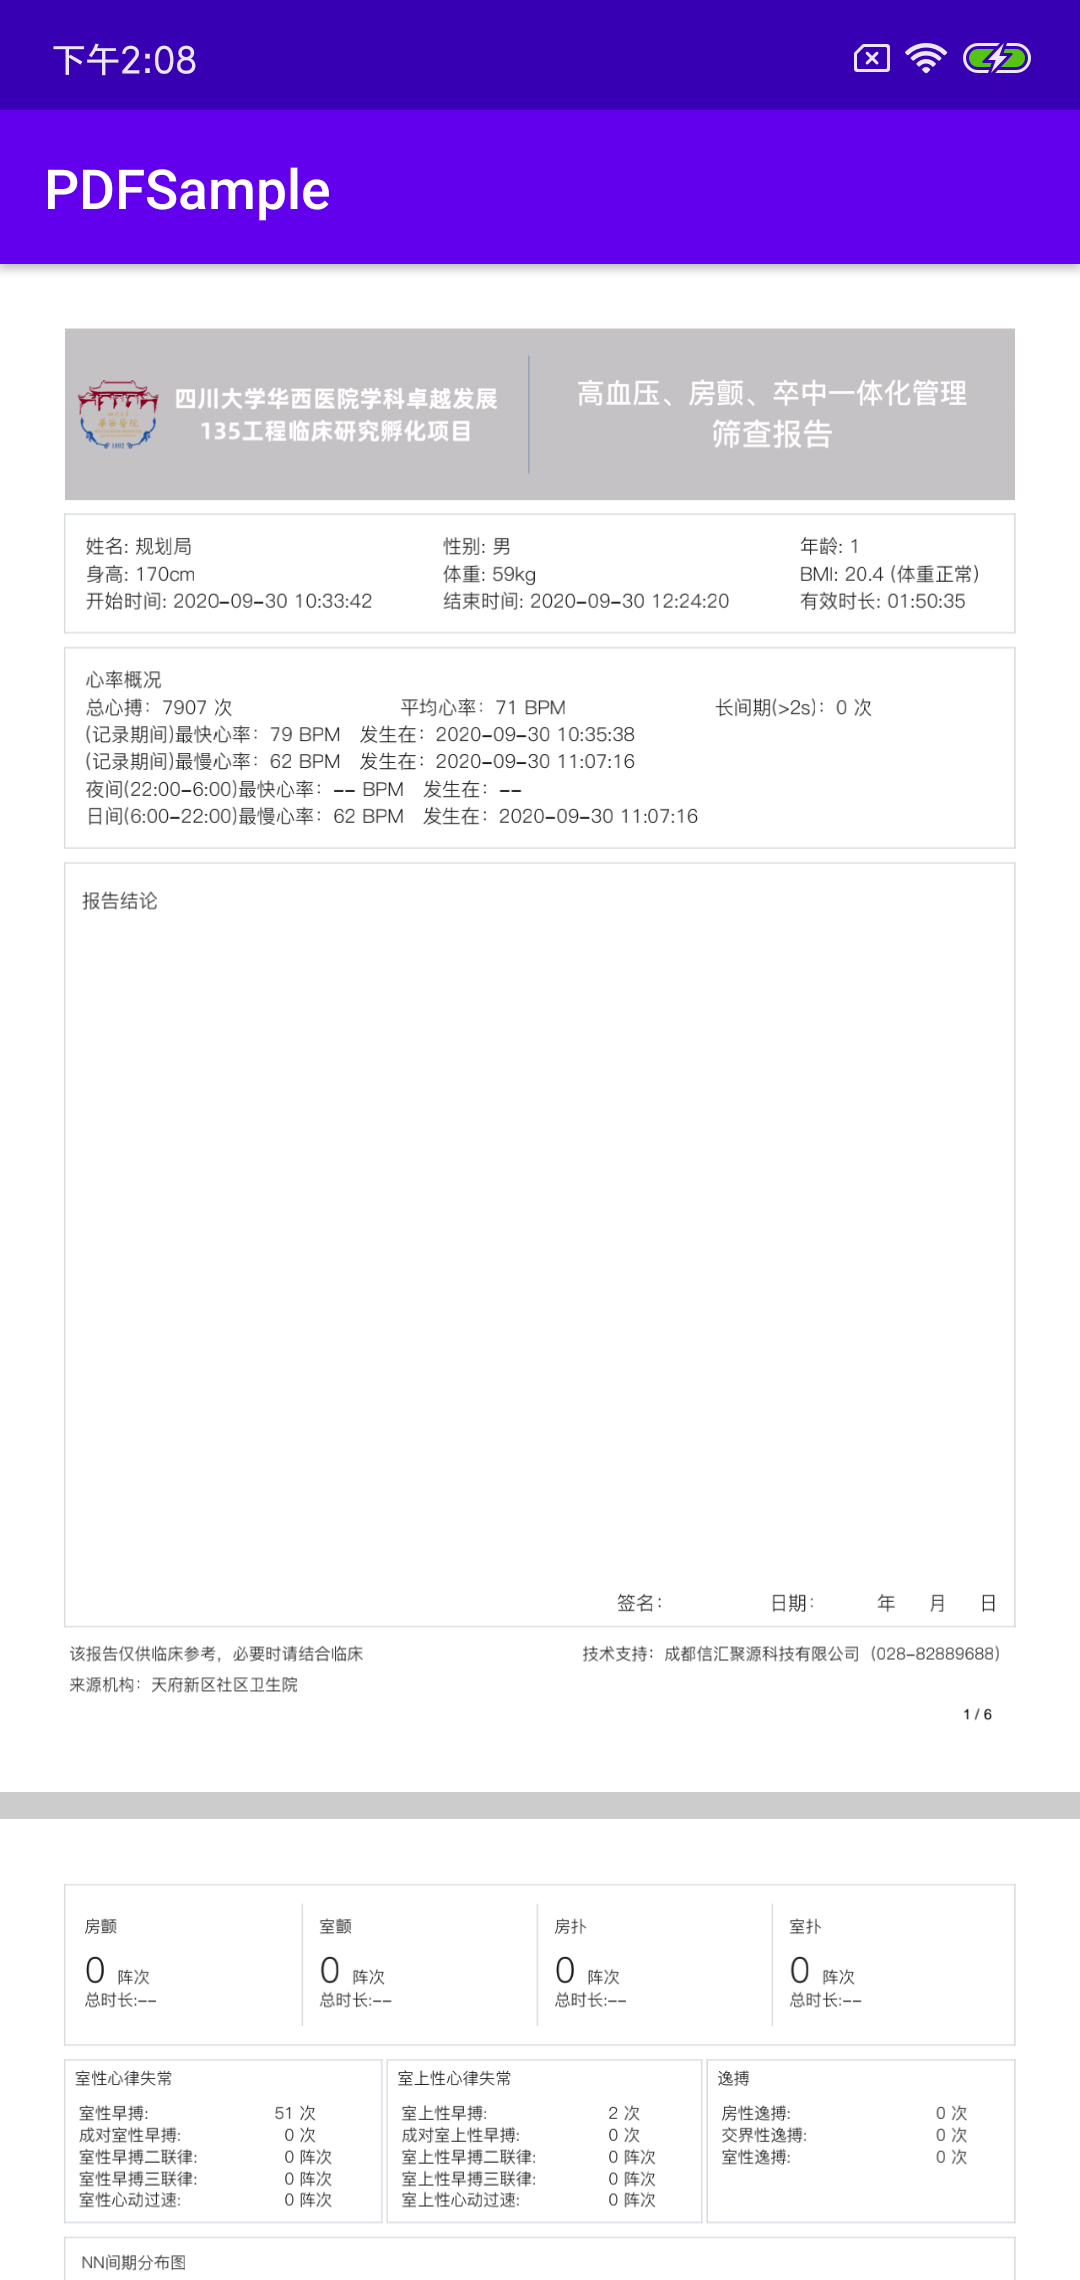 下午2:08
PDFSample
四川大学华西医院学科卓越发展
135工程临床研究孵化项目
高血压、房颤、卒中一体化管理
筛查报告
姓名: 规划局 性别: 男 年龄: 1
身高: 170cm 体重: 59kg BMI: 20.4 (体重正常)
开始时间: 2020-09-30 10:33:42 结束时间: 2020-09-30 12:24:20 有效时长: 01:50:35
心率概况
总心搏：7907 次 平均心率：71 BPM 长间期(>2s)：0 次
(记录期间)最快心率：79 BPM 发生在：2020-09-30 10:35:38
(记录期间)最慢心率：62 BPM 发生在：2020-09-30 11:07:16
夜间(22:00-6:00)最快心率：-- BPM 发生在：--
日间(6:00-22:00)最慢心率：62 BPM 发生在：2020-09-30 11:07:16
报告结论
签名： 日期： 年 月 日
该报告仅供临床参考，必要时请结合临床 技术支持：成都信汇聚源科技有限公司（028-82889688）
来源机构：天府新区社区卫生院
1 / 6
房颤 室颤 房扑 室扑
0 阵次 0 阵次 0 阵次 0 阵次
总时长:-- 总时长:-- 总时长:-- 总时长:--
室性心律失常
室性早搏: 51 次
成对室性早搏: 0 次
室性早搏二联律: 0 阵次
室性早搏三联律: 0 阵次
室性心动过速: 0 阵次
室上性心律失常
室上性早搏: 2 次
成对室上性早搏: 0 次
室上性早搏二联律: 0 阵次
室上性早搏三联律: 0 阵次
室上性心动过速: 0 阵次
逸搏
房性逸搏: 0 次
交界性逸搏: 0 次
室性逸搏: 0 次
NN间期分布图